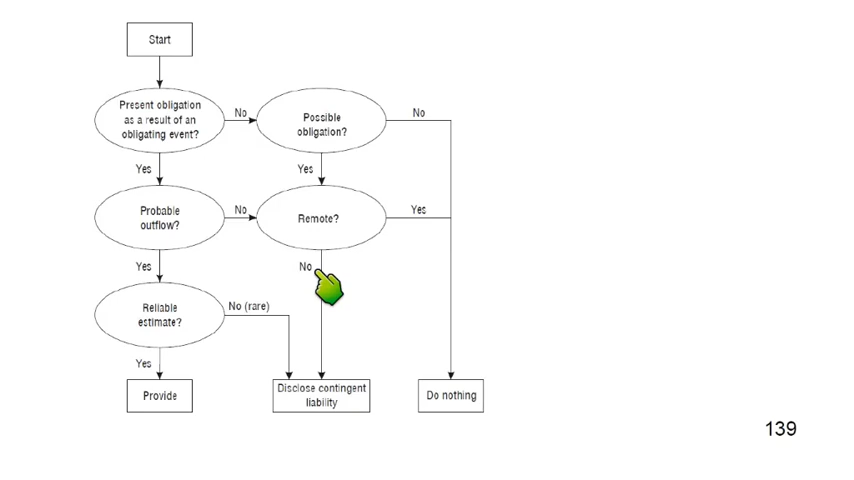 Start
Present obligation
as a result of an
obligating event?
No
Possible
obligation?
No
Yes
Yes
Probable
outflow?
No
Remote?
Yes
Yes
No
Reliable
estimate?
No (rare)
Yes
Provide
Disclose contingent
liability
Do nothing
139